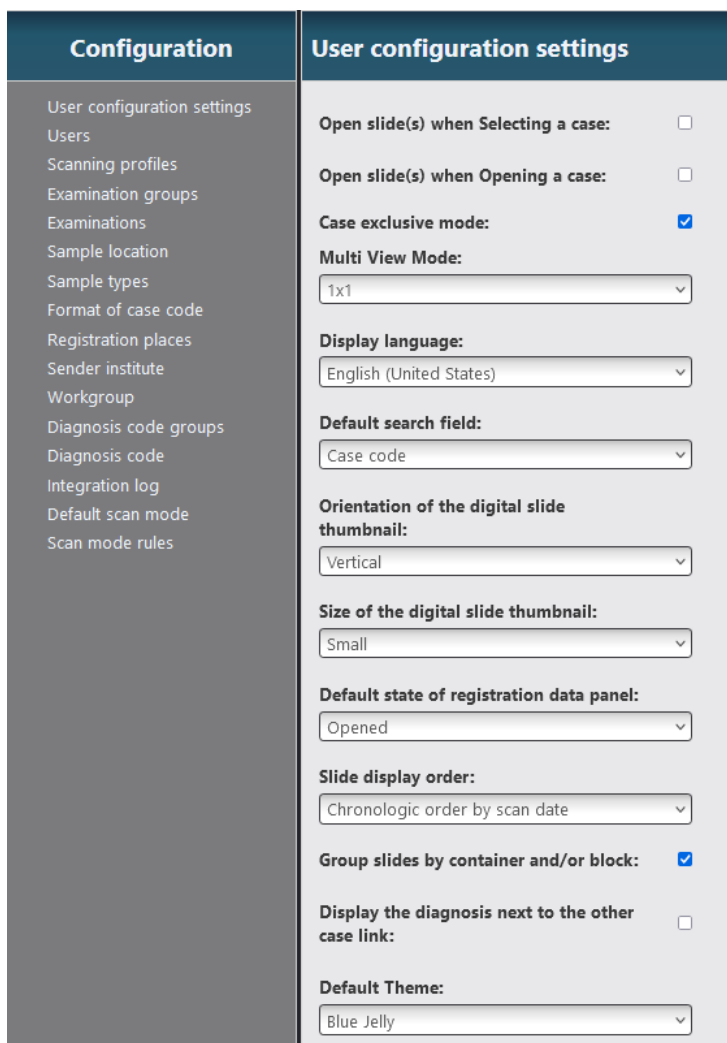 Configuration
User configuration settings
Users
Scanning profiles
Examination groups
Examinations
Sample location
Sample types
Format of case code
Registration places
Sender institute
Workgroup
Diagnosis code groups
Diagnosis code
Integration log
Default scan mode
Scan mode rules
User configuration settings
Open slide(s) when Selecting a case:
Open slide(s) when Opening a case:
Case exclusive mode:
Multi View Mode:
1x1
Display language:
English (United States)
Default search field:
Case code
Orientation of the digital slide
thumbnail:
Vertical
Size of the digital slide thumbnail:
Small
Default state of registration data panel:
Opened
Slide display order:
Chronologic order by scan date
Group slides by container and/or block:
Display the diagnosis next to the other
case link:
Default Theme:
Blue Jelly